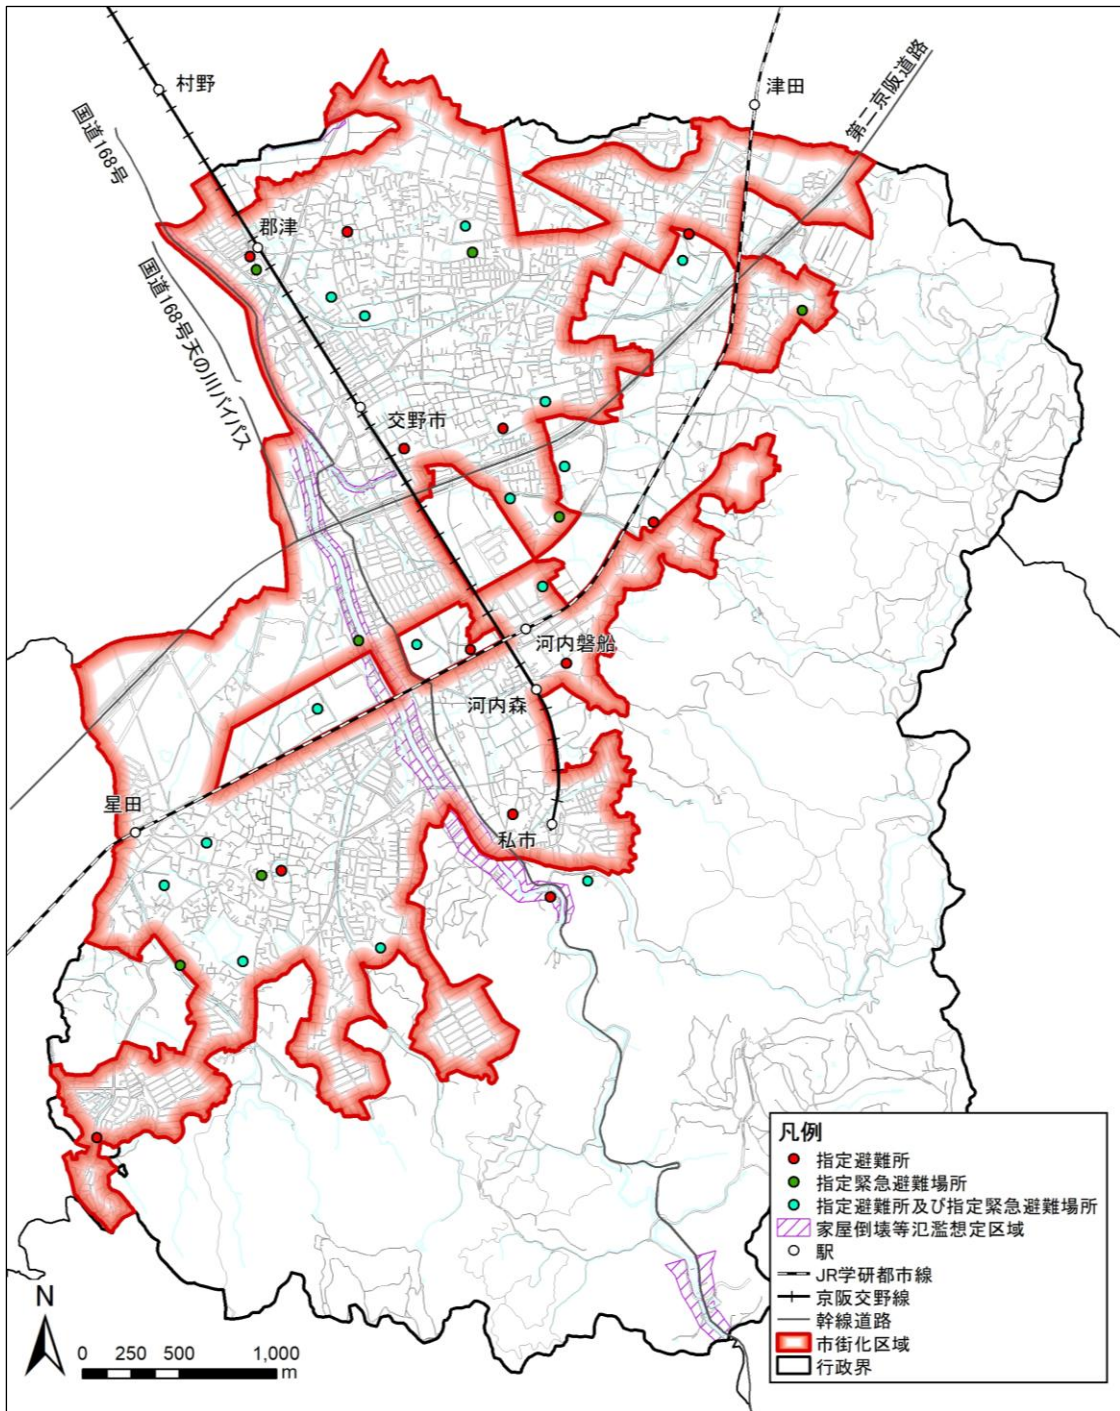 村野
津田
第二京阪道路
国道168号
郡津
国道168号天の川バイパス
交野市
河内磐船
河内森
星田
私市
凡例
指定避難所
指定緊急避難場所
指定避難所及び指定緊急避難場所
家屋倒壊等氾濫想定区域
駅
JR学研都市線
京阪交野線
幹線道路
市街化区域
行政界
N
0 250 500 1,000
m